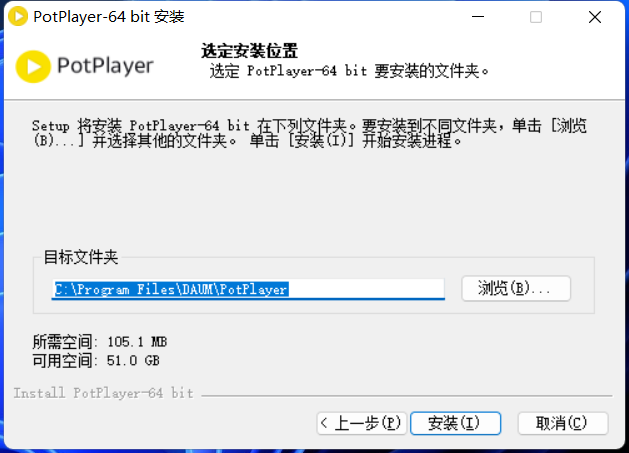 PotPlayer-64 bit 安装
PotPlayer
选定安装位置
选定 PotPlayer-64 bit 要安装的文件夹。
Setup 将安装 PotPlayer-64 bit 在下列文件夹。要安装到不同文件夹，单击 [浏览
(B)...] 并选择其他的文件夹。 单击 [安装(I)] 开始安装进程。
目标文件夹
C:\Program Files\DAUM\PotPlayer
浏览(B)...
所需空间: 105.1 MB
可用空间: 51.0 GB
Install PotPlayer-64 bit
< 上一步(P)
安装(I)
取消(C)